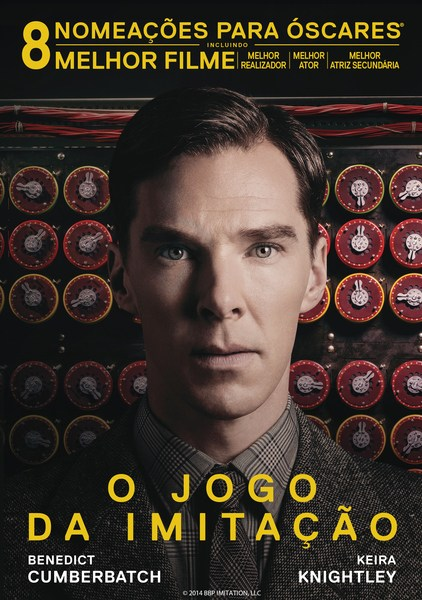 8 NOMEAÇÕES PARA ÓSCARES®
INCLUINDO
MELHOR FILME
MELHOR REALIZADOR
MELHOR ATOR
MELHOR ATRIZ SECUNDÁRIA
O JOGO
DA IMITAÇÃO
BENEDICT
CUMBERBATCH
KEIRA
KNIGHTLEY
© 2014 BBP IMITATION, LLC